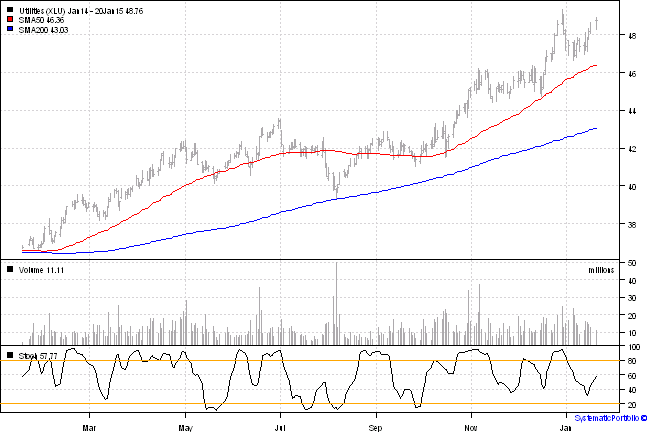 Utilities (XLU) Jan14 - 20Jan15 48.76
SMA50 46.36
SMA200 43.03
48
46
44
42
40
38
Volume 11.11
millions
50
40
30
20
10
Stoch 57.77
100
80
60
40
20
Mar
May
Jul
Sep
Nov
Jan
SystematicPortfolio ©